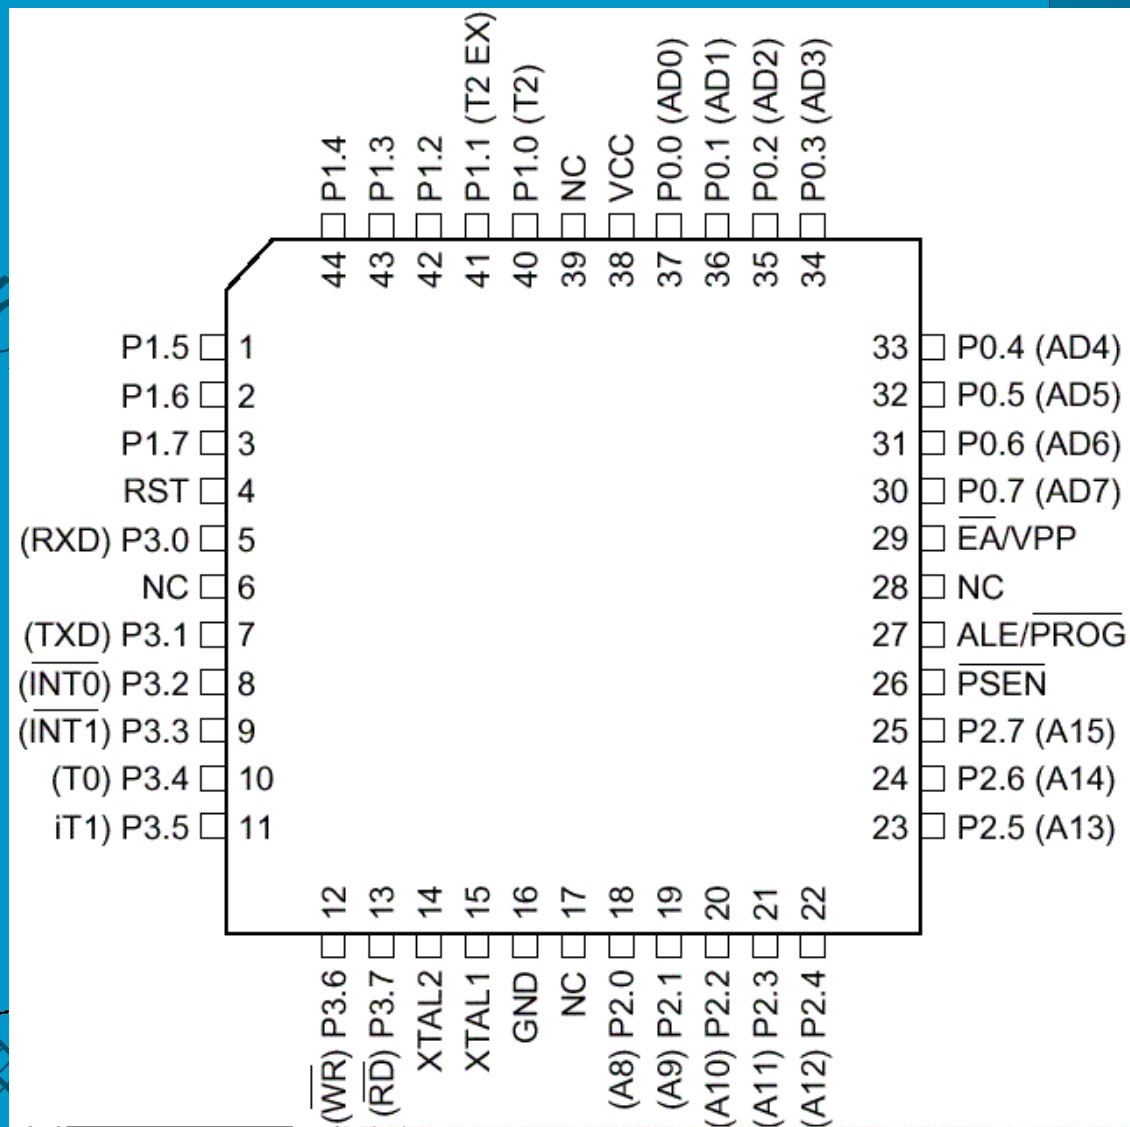 P1.4
P1.3
P1.2
P1.1 (T2 EX)
P1.0 (T2)
NC
VCC
P0.0 (AD0)
P0.1 (AD1)
P0.2 (AD2)
P0.3 (AD3)
44
43
42
41
40
39
38
37
36
35
34
P1.5 1
P1.6 2
P1.7 3
RST 4
(RXD) P3.0 5
NC 6
(TXD) P3.1 7
(INT0) P3.2 8
(INT1) P3.3 9
(T0) P3.4 10
iT1) P3.5 11
33 P0.4 (AD4)
32 P0.5 (AD5)
31 P0.6 (AD6)
30 P0.7 (AD7)
29 EA/VPP
28 NC
27 ALE/PROG
26 PSEN
25 P2.7 (A15)
24 P2.6 (A14)
23 P2.5 (A13)
12
13
14
15
16
17
18
19
20
21
22
(WR) P3.6
(RD) P3.7
XTAL2
XTAL1
GND
NC
(A8) P2.0
(A9) P2.1
(A10) P2.2
(A11) P2.3
(A12) P2.4